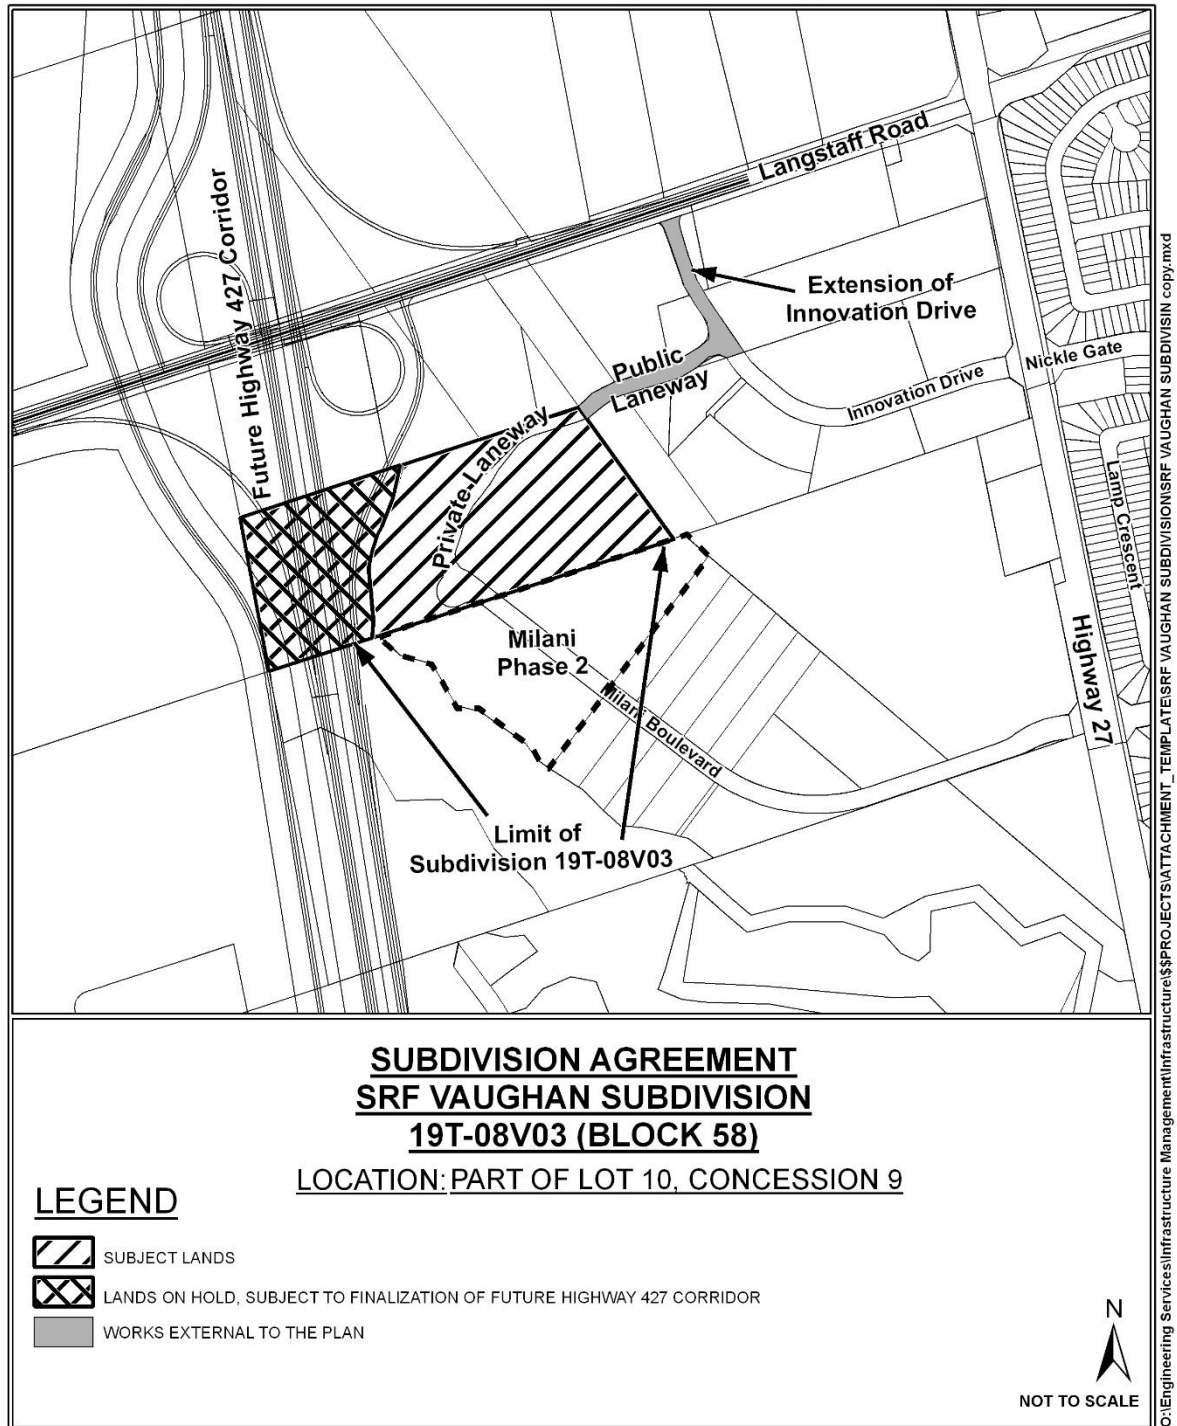 Langstaff Road
Future Highway 427 Corridor
Extension of
Innovation Drive
Public
Laneway
Nickle Gate
Innovation Drive
Private Laneway
Lamp Crescent
Milani
Phase 2
Highway 27
Milani Boulevard
Limit of
Subdivision 19T-08V03
SUBDIVISION AGREEMENT
SRF VAUGHAN SUBDIVISION
19T-08V03 (BLOCK 58)
LOCATION: PART OF LOT 10, CONCESSION 9
LEGEND
SUBJECT LANDS
LANDS ON HOLD, SUBJECT TO FINALIZATION OF FUTURE HIGHWAY 427 CORRIDOR
WORKS EXTERNAL TO THE PLAN
N
NOT TO SCALE
O:\Engineering Services\Infrastructure Management\Infrastructure\$$PROJECTS\ATTACHMENT_TEMPLATE\SRF VAUGHAN SUBDIVISION\SRF VAUGHAN SUBDIVISIN copy.mxd